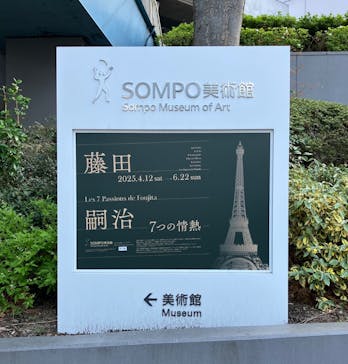 SOMPO美術館
Sompo Museum of Art
藤田
2025.4.12 sat → 6.22 sun
Les 7 Passions de Foujita
嗣治
7つの情熱
← 美術館
Museum